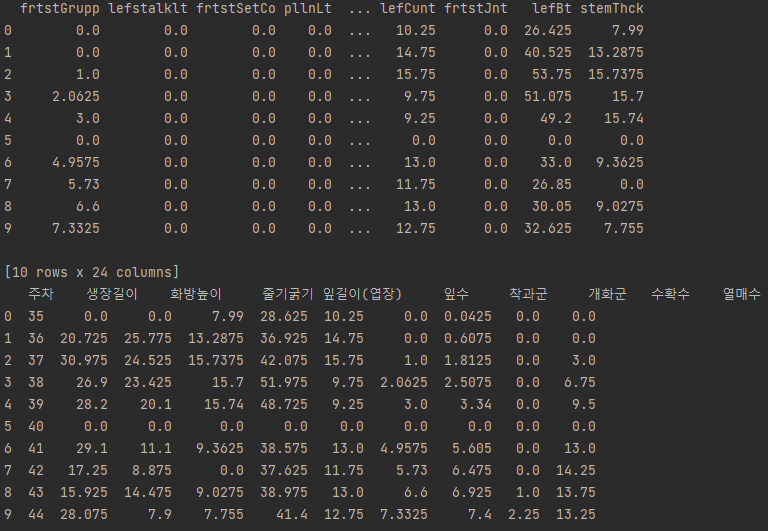 frtstGrupp lefstalklt frtstSetCo pllnLt ... lefCunt frtstJnt lefBt stemThck
0 0.0 0.0 0.0 0.0 ... 10.25 0.0 26.425 7.99
1 0.0 0.0 0.0 0.0 ... 14.75 0.0 40.525 13.2875
2 1.0 0.0 0.0 0.0 ... 15.75 0.0 53.75 15.7375
3 2.0625 0.0 0.0 0.0 ... 9.75 0.0 51.075 15.7
4 3.0 0.0 0.0 0.0 ... 9.25 0.0 49.2 15.74
5 0.0 0.0 0.0 0.0 ... 0.0 0.0 0.0 0.0
6 4.9575 0.0 0.0 0.0 ... 13.0 0.0 33.0 9.3625
7 5.73 0.0 0.0 0.0 ... 11.75 0.0 26.85 0.0
8 6.6 0.0 0.0 0.0 ... 13.0 0.0 30.05 9.0275
9 7.3325 0.0 0.0 0.0 ... 12.75 0.0 32.625 7.755
[10 rows x 24 columns]
주차 생장길이 화방높이 줄기굵기 잎길이(엽장) 잎수 착과군 개화군 수확수 열매수
0 35 0.0 0.0 7.99 28.625 10.25 0.0 0.0425 0.0 0.0
1 36 20.725 25.775 13.2875 36.925 14.75 0.0 0.6075 0.0 0.0
2 37 30.975 24.525 15.7375 42.075 15.75 1.0 1.8125 0.0 3.0
3 38 26.9 23.425 15.7 51.975 9.75 2.0625 2.5075 0.0 6.75
4 39 28.2 20.1 15.74 48.725 9.25 3.0 3.34 0.0 9.5
5 40 0.0 0.0 0.0 0.0 0.0 0.0 0.0 0.0 0.0
6 41 29.1 11.1 9.3625 38.575 13.0 4.9575 5.605 0.0 13.0
7 42 17.25 8.875 0.0 37.625 11.75 5.73 6.475 0.0 14.25
8 43 15.925 14.475 9.0275 38.975 13.0 6.6 6.925 1.0 13.75
9 44 28.075 7.9 7.755 41.4 12.75 7.3325 7.4 2.25 13.25